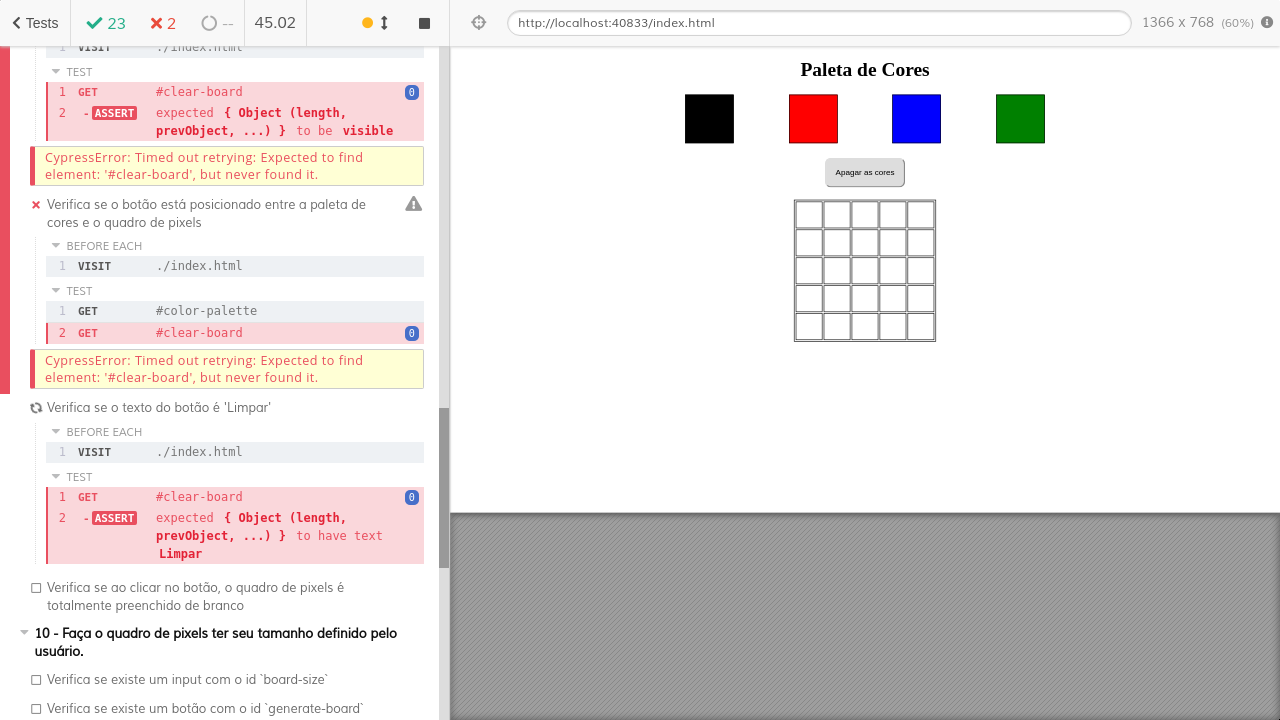 Tests 23 2 -- 45.02 http://localhost:40833/index.html 1366 x 768 (60%)
1 VISIT ./index.html
TEST
1 GET #clear-board 0
2 -ASSERT expected { Object (length,
prevObject, ...) } to be visible
CypressError: Timed out retrying: Expected to find
element: '#clear-board', but never found it.
Verifica se o botão está posicionado entre a paleta de
cores e o quadro de pixels
BEFORE EACH
1 VISIT ./index.html
TEST
1 GET #color-palette
2 GET #clear-board 0
CypressError: Timed out retrying: Expected to find
element: '#clear-board', but never found it.
Verifica se o texto do botão é 'Limpar'
BEFORE EACH
1 VISIT ./index.html
TEST
1 GET #clear-board 0
2 -ASSERT expected { Object (length,
prevObject, ...) } to have text
Limpar
Verifica se ao clicar no botão, o quadro de pixels é
totalmente preenchido de branco
10 - Faça o quadro de pixels ter seu tamanho definido pelo
usuário.
Verifica se existe um input com o id `board-size`
Verifica se existe um botão com o id `generate-board`
Paleta de Cores
Apagar as cores